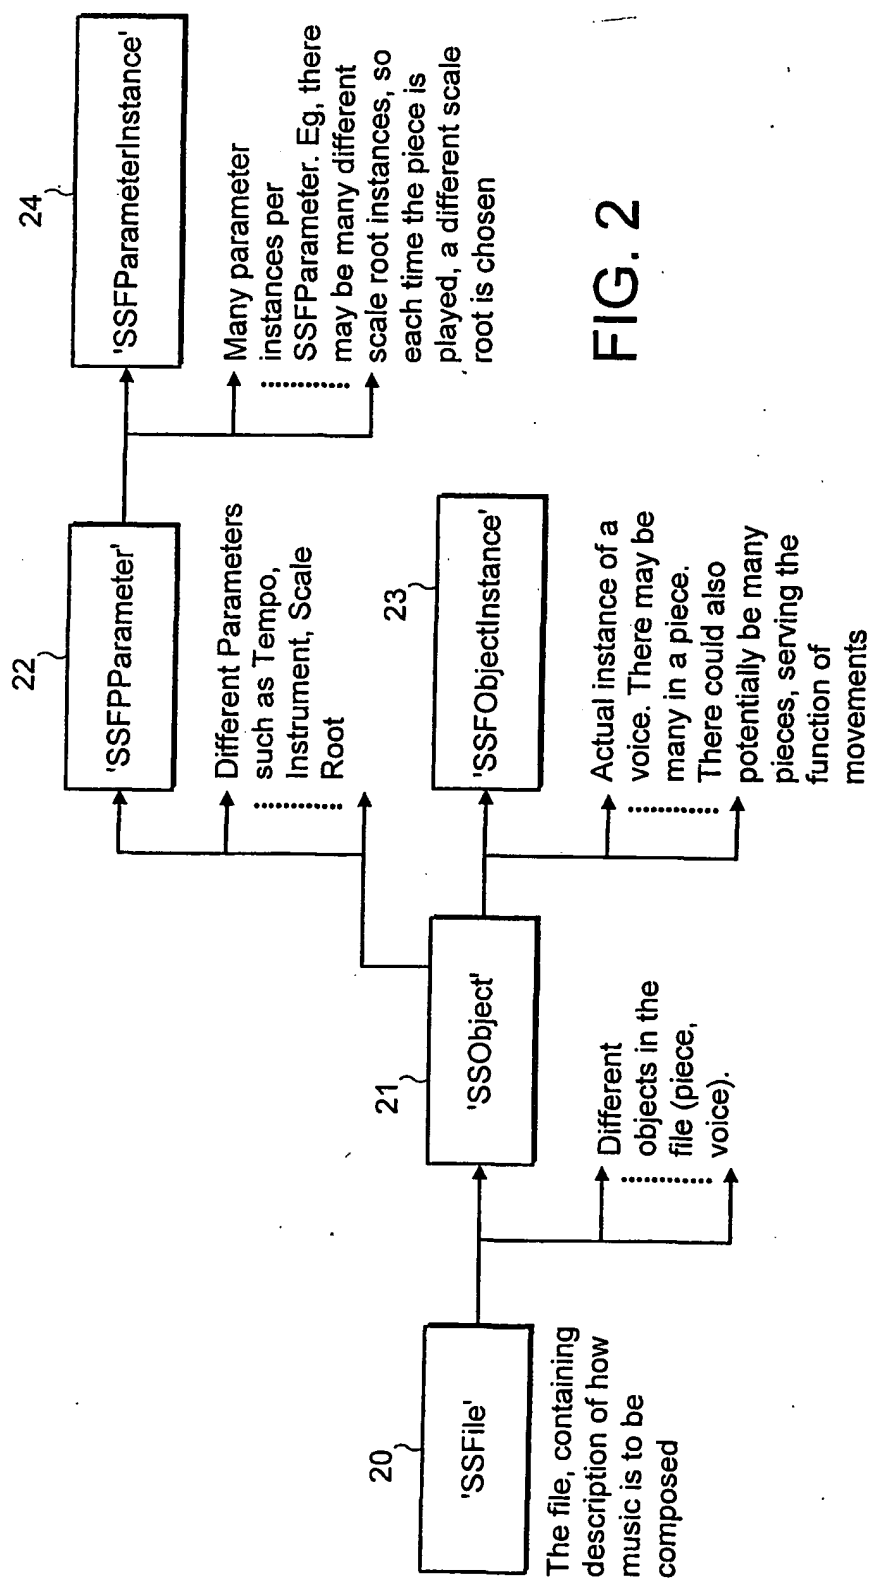 20
'SSFile'
The file, containing
description of how
music is to be
composed
21
'SSObject'
Different
objects in the
file (piece,
voice).
22
'SSFPParameter'
Different Parameters
such as Tempo,
Instrument, Scale
Root
23
'SSFObjectInstance'
Actual instance of a
voice. There may be
many in a piece.
There could also
potentially be many
pieces, serving the
function of
movements
24
'SSFParameterInstance'
Many parameter
instances per
SSFParameter. Eg, there
may be many different
scale root instances, so
each time the piece is
played, a different scale
root is chosen
FIG. 2